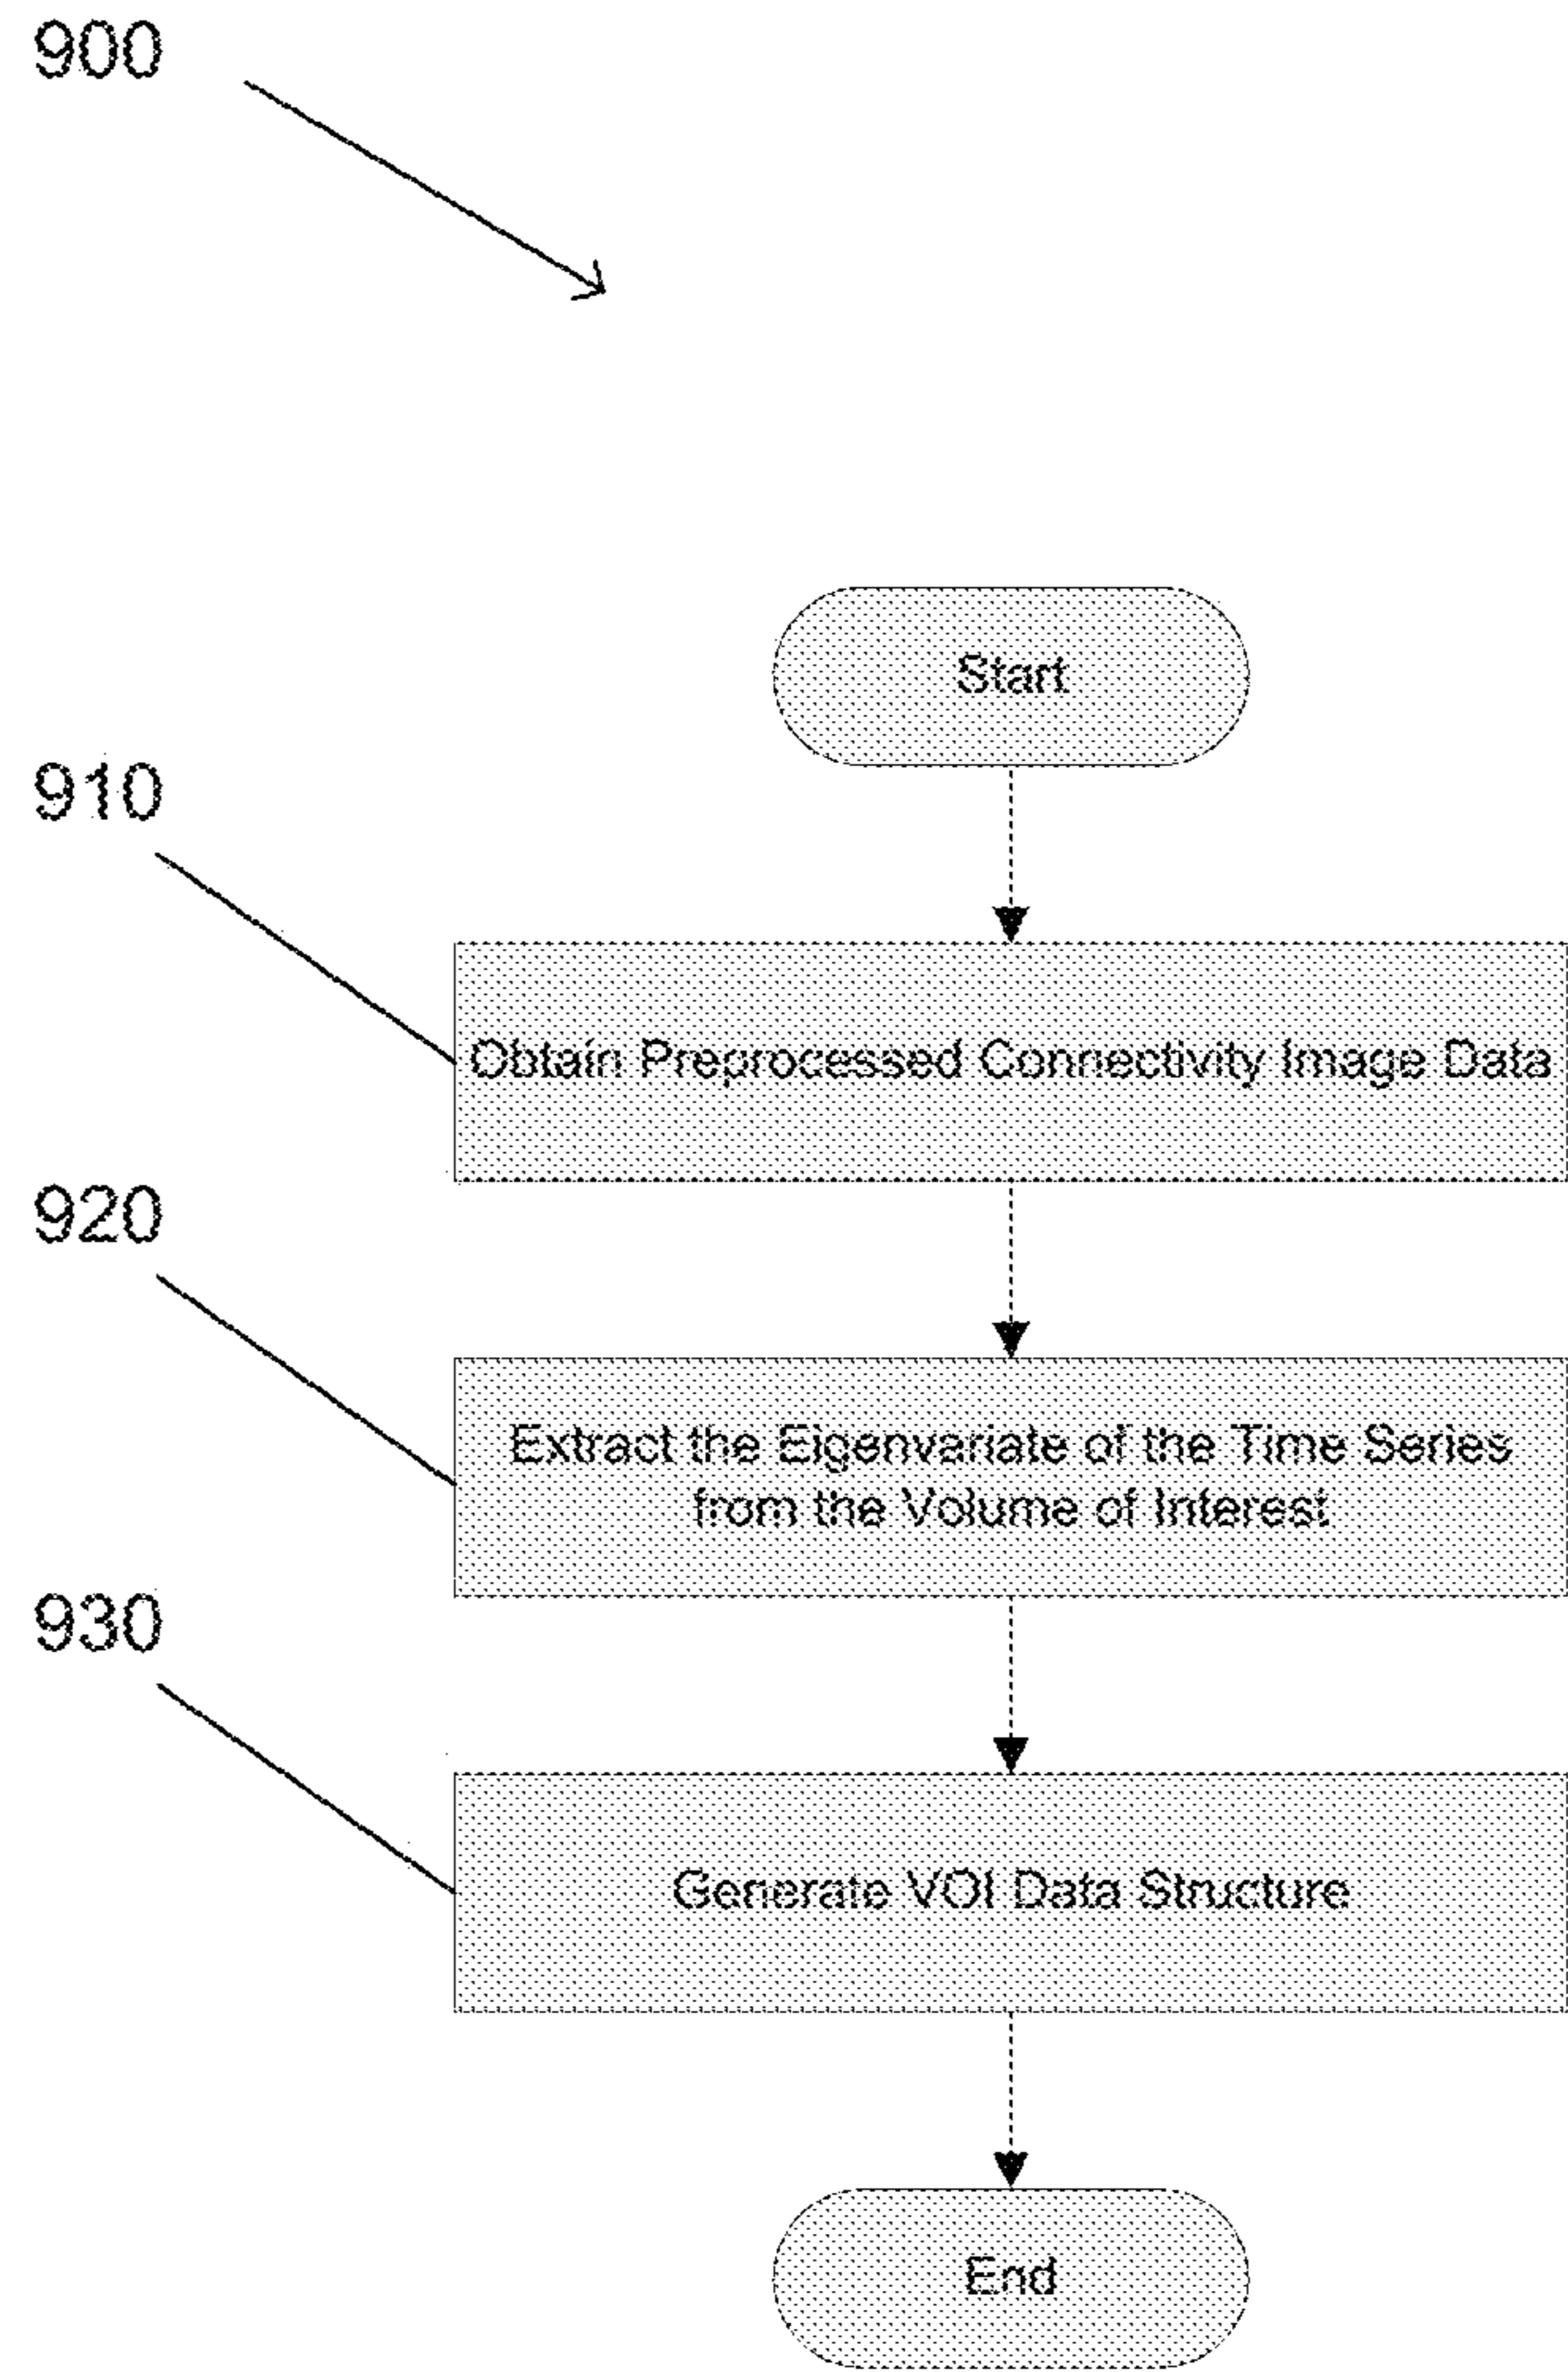 900
Start
910
Obtain Preprocessed Connectivity Image Data
920
Extract the Eigenvariate of the Time Series
from the Volume of Interest
930
Generate VOI Data Structure
End